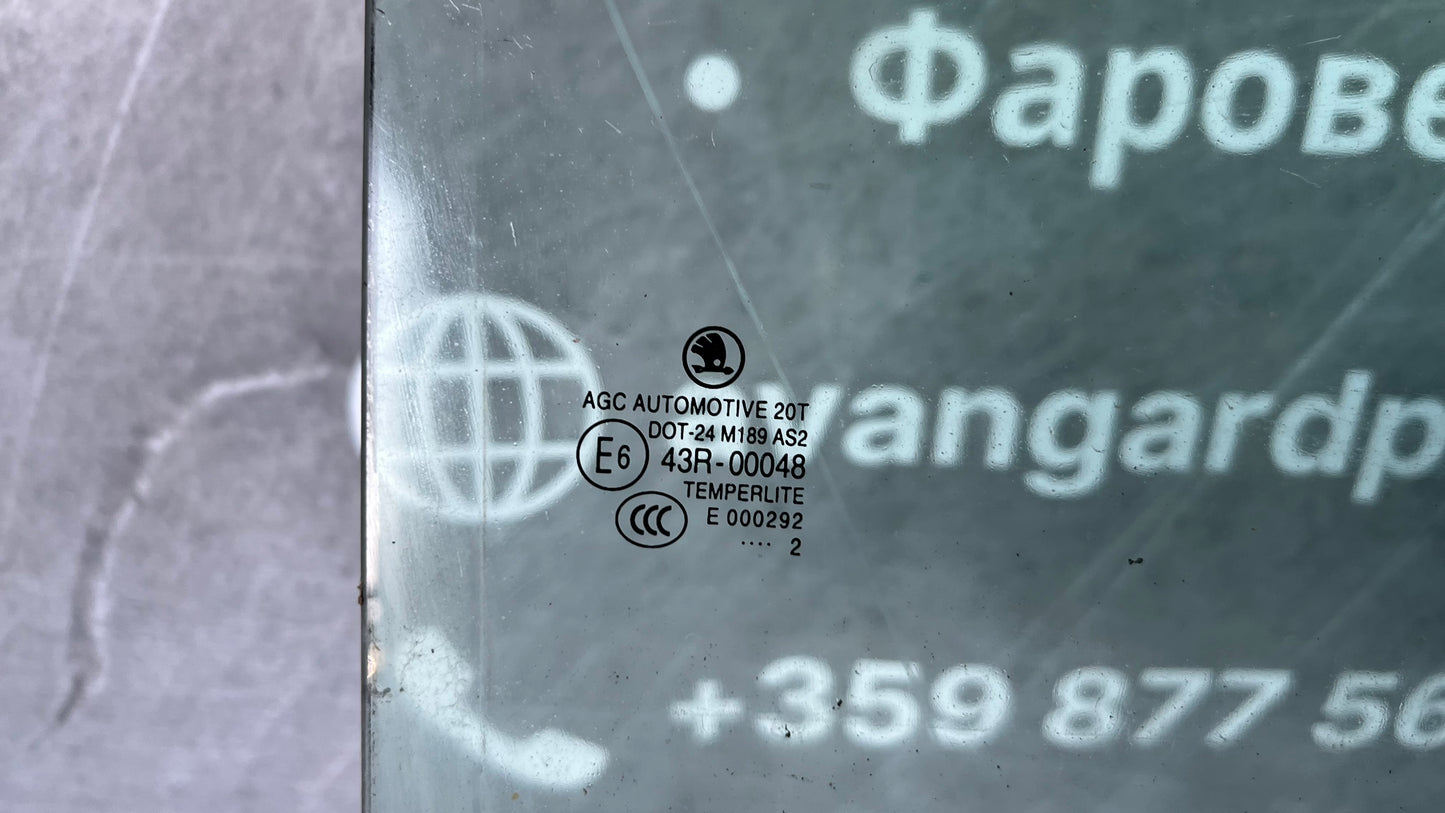 • Фарове
AGC AUTOMOTIVE 20T
DOT-24 M189 AS2
E6 43R-00048
TEMPERLITE
CCC E 000292
.... 2
vangardp
+359 877 56